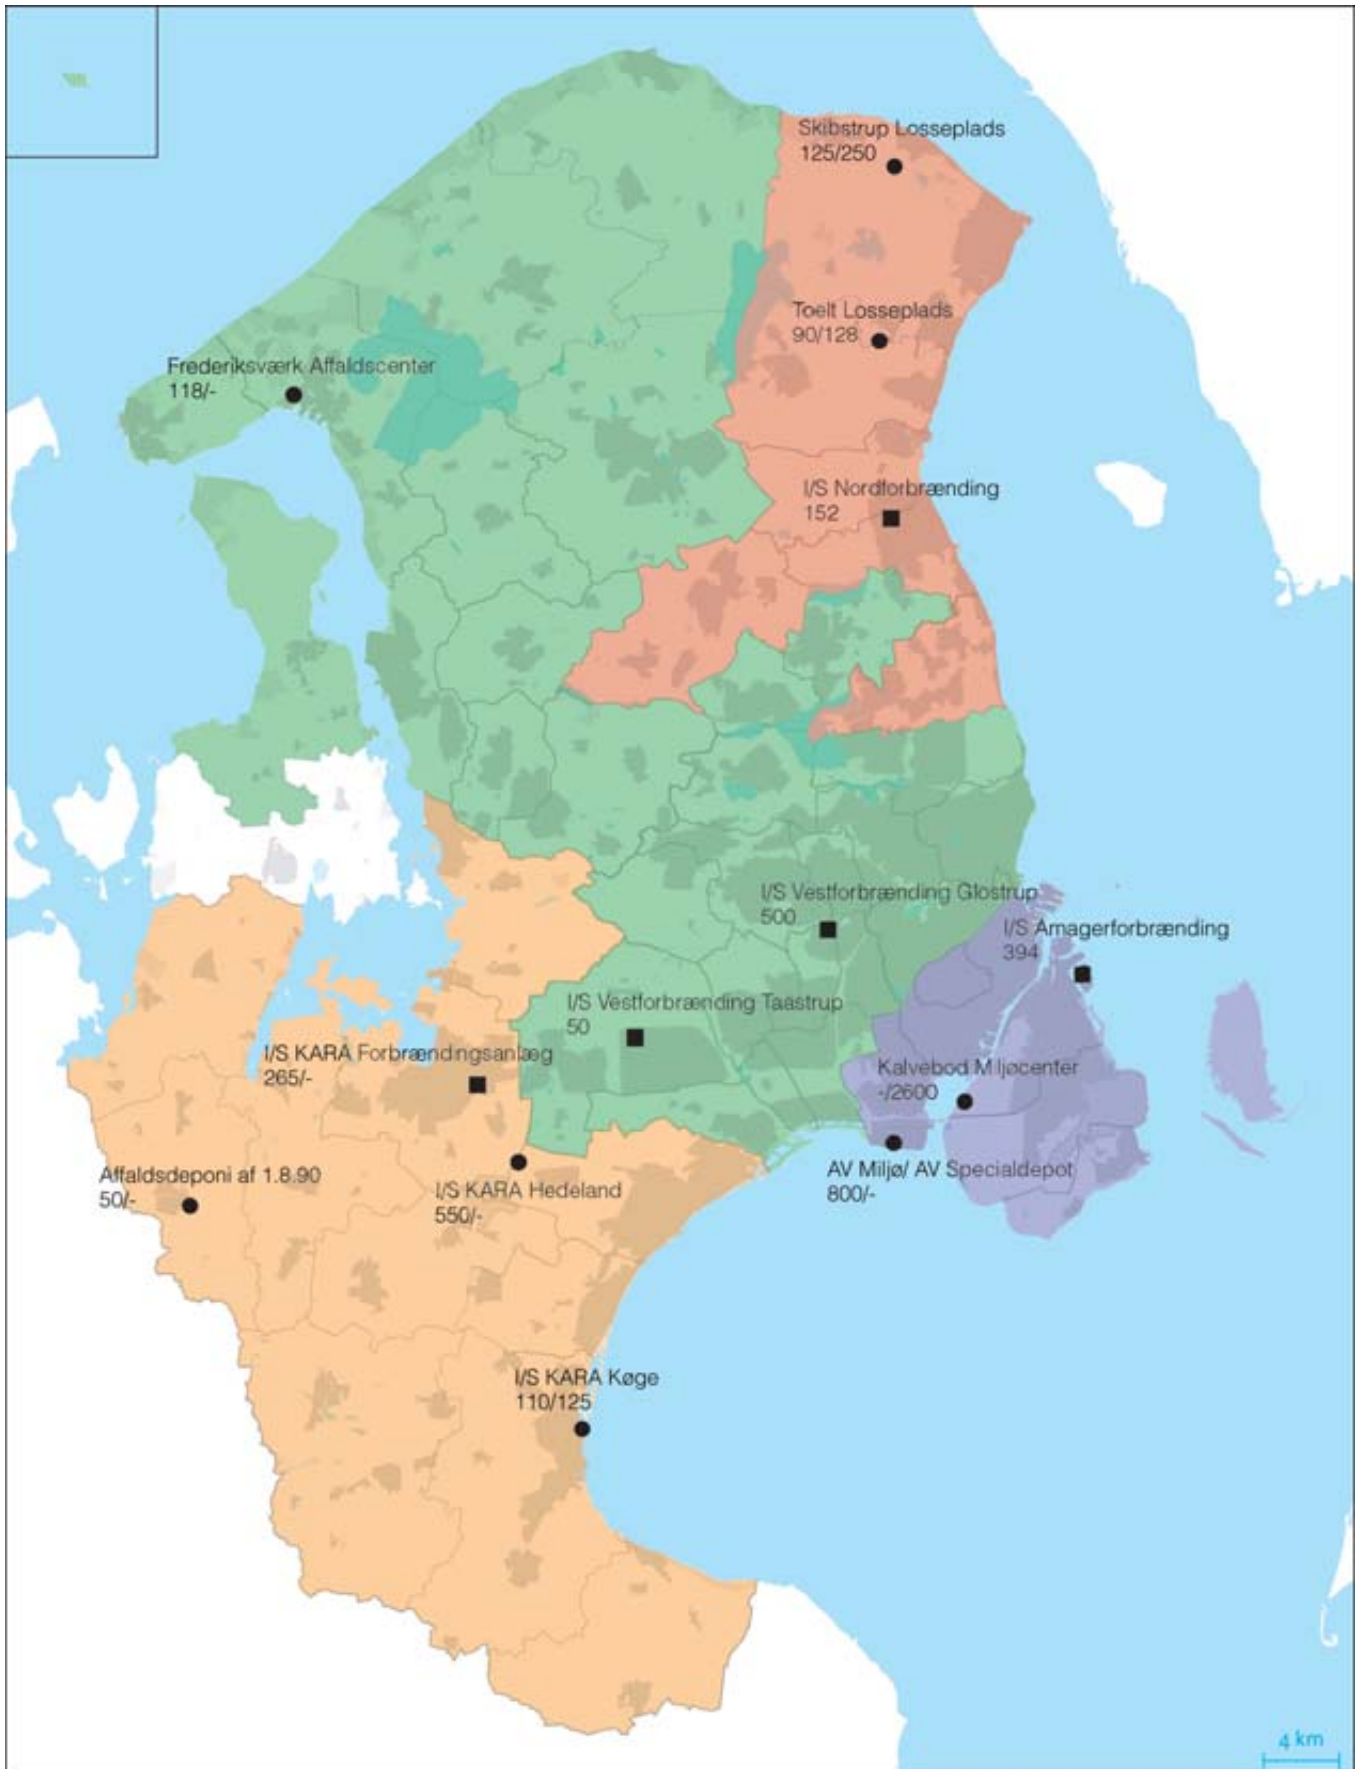 Skibstrup Losseplads
125/250
Toelt Losseplads
90/128
Frederiksværk Affaldscenter
118/-
I/S Nordforbrænding
152
I/S Vestforbrænding Glostrup
500
I/S Amagerforbrænding
394
I/S Vestforbrænding Taastrup
50
I/S KARA Forbrændingsanlæg
265/-
Kalvebod Miljøcenter
-/2600
Affaldsdeponi af 1.8.90
50/-
I/S KARA Hedeland
550/-
AV Miljø/ AV Specialdepot
800/-
I/S KARA Køge
110/125
4 km